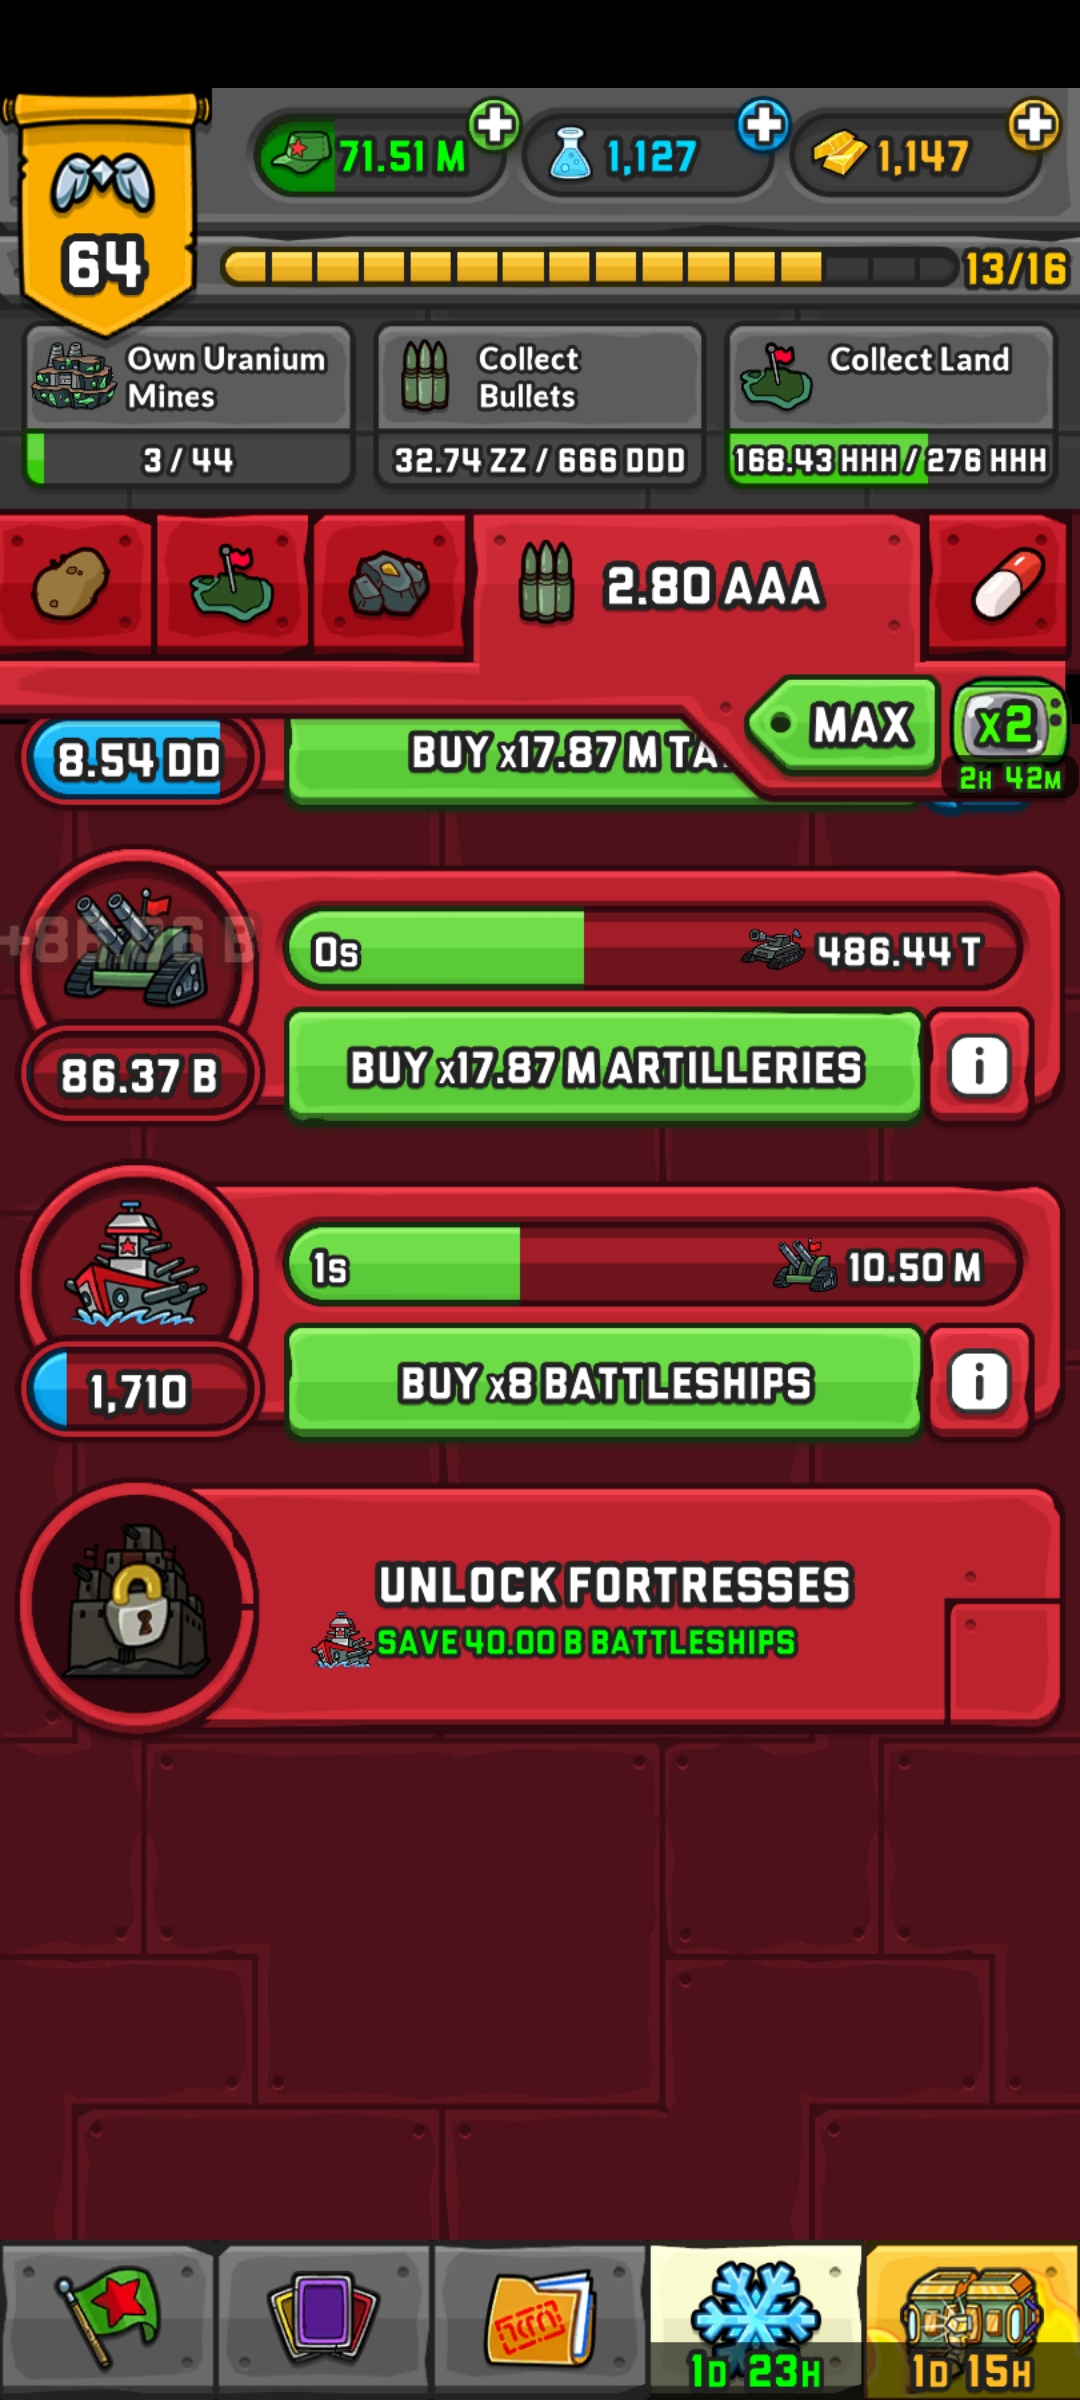 71.51 M
1,127
1,147
64
13/16
Own Uranium
Mines
3 / 44
Collect
Bullets
32.74 ZZ / 666 DDD
Collect Land
168.43 HHH / 276 HHH
2.80 AAA
MAX
X2
2H 42M
8.54 DD
BUY x17.87 M TA
0s
486.44 T
86.37 B
BUY x17.87 M ARTILLERIES
i
1s
10.50 M
1,710
BUY x8 BATTLESHIPS
i
UNLOCK FORTRESSES
SAVE 40.00 B BATTLESHIPS
1D 23H
1D 15H